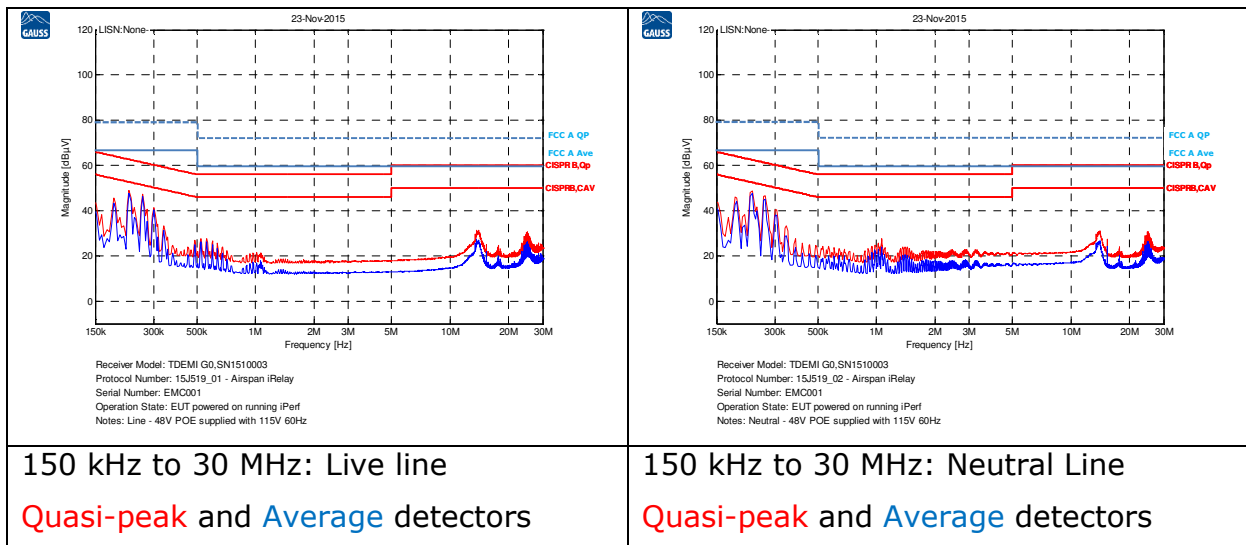 GAUSS
23-Nov-2015
LISN:None
120
100
80
60
40
20
0
Magnitude [dBµV]
FCC A QP
FCC A Ave
CISPRB,Qp
CISPRB,CAV
150k 300k 500k 1M 2M 3M 5M 10M 20M 30M
Frequency [Hz]
Receiver Model: TDEMI G0,SN1510003
Protocol Number: 15J519_01 - Airspan iRelay
Serial Number: EMC001
Operation State: EUT powered on running iPerf
Notes: Line - 48V POE supplied with 115V 60Hz
150 kHz to 30 MHz: Live line
Quasi-peak and Average detectors
GAUSS
23-Nov-2015
LISN:None
120
100
80
60
40
20
0
Magnitude [dBµV]
FCC A QP
FCC A Ave
CISPRB,Qp
CISPRB,CAV
150k 300k 500k 1M 2M 3M 5M 10M 20M 30M
Frequency [Hz]
Receiver Model: TDEMI G0,SN1510003
Protocol Number: 15J519_02 - Airspan iRelay
Serial Number: EMC001
Operation State: EUT powered on running iPerf
Notes: Neutral - 48V POE supplied with 115V 60Hz
150 kHz to 30 MHz: Neutral Line
Quasi-peak and Average detectors